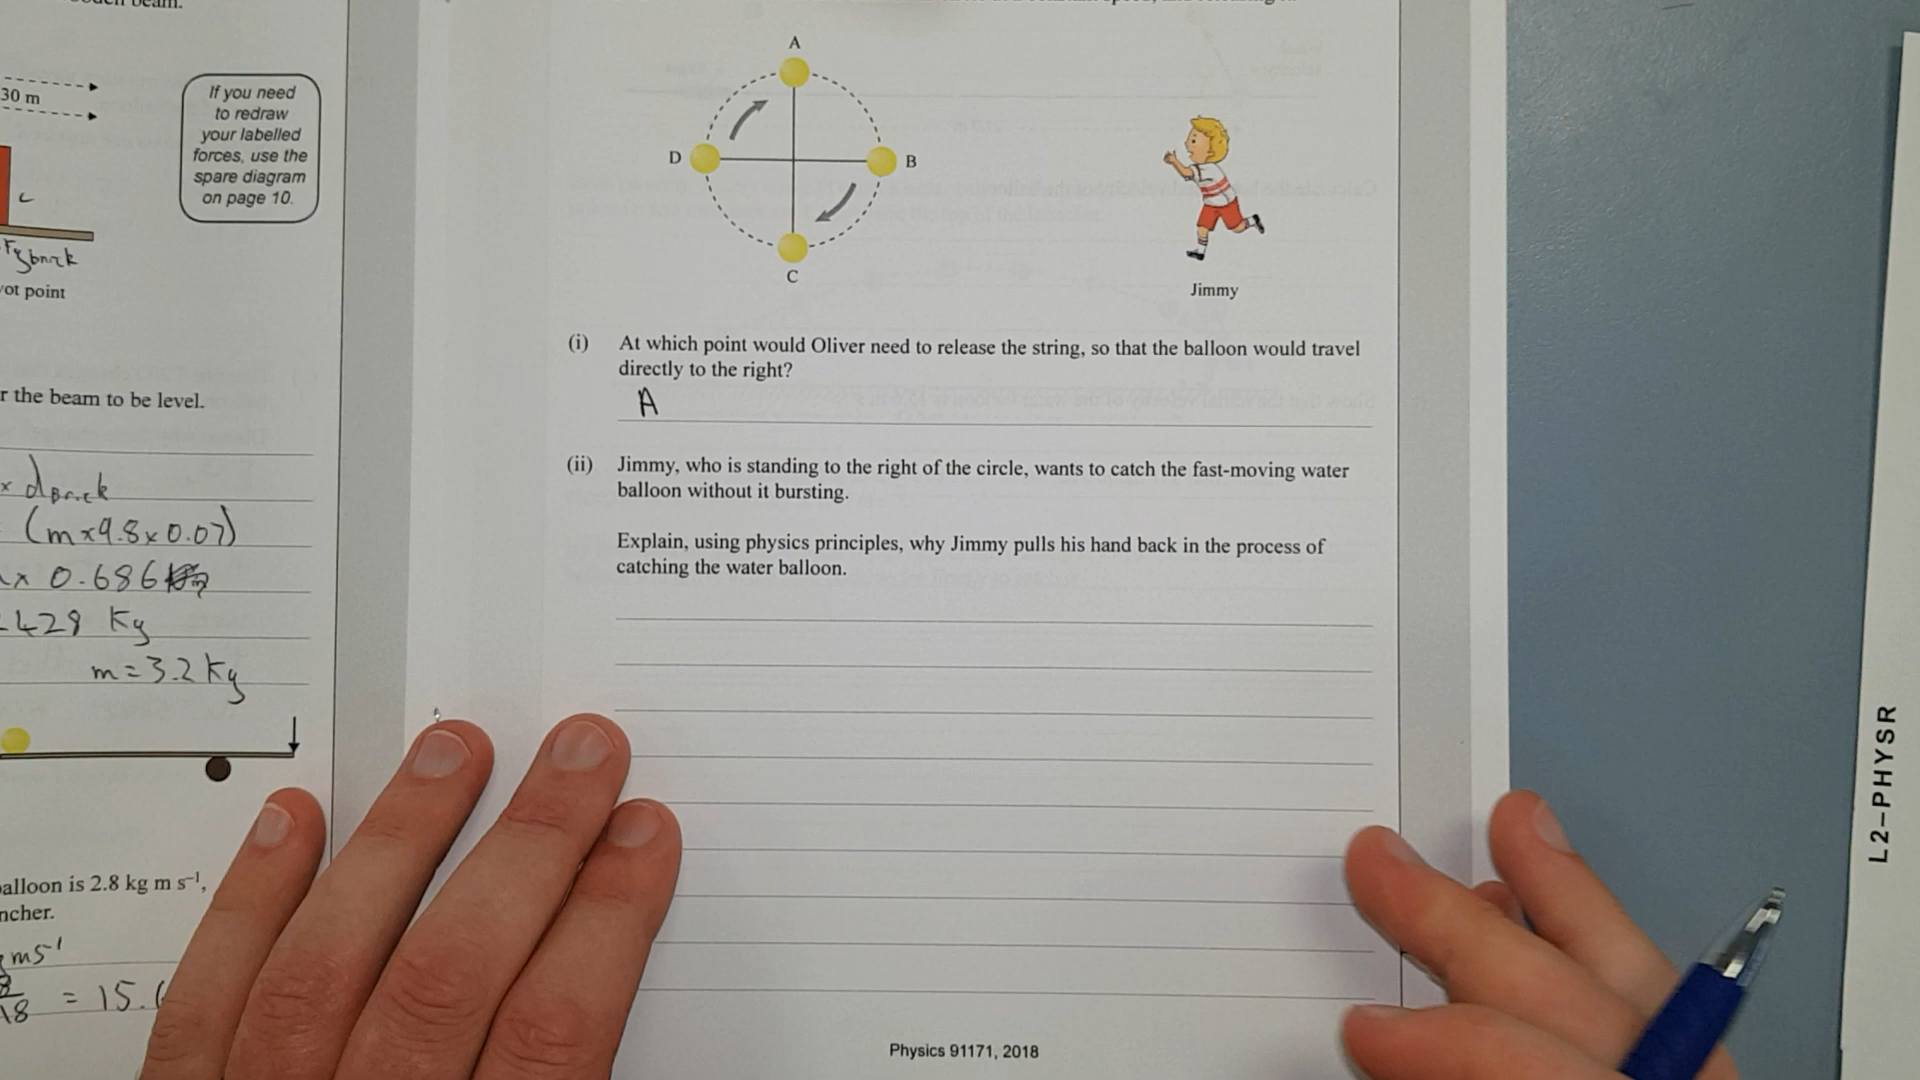 30 m
If you need
to redraw
your labelled
forces, use the
spare diagram
on page 10.
pivot point
r the beam to be level.
x dBrick
(m x 9.8 x 0.07)
x 0.686
428 Kg
m = 3.2 Kg
balloon is 2.8 kg m s⁻¹,
ncher.
ms⁻¹
= 15.
A
D
B
C
Jimmy
(i) At which point would Oliver need to release the string, so that the balloon would travel
directly to the right?
A
(ii) Jimmy, who is standing to the right of the circle, wants to catch the fast-moving water
balloon without it bursting.
Explain, using physics principles, why Jimmy pulls his hand back in the process of
catching the water balloon.
Physics 91171, 2018
L2–PHYSR